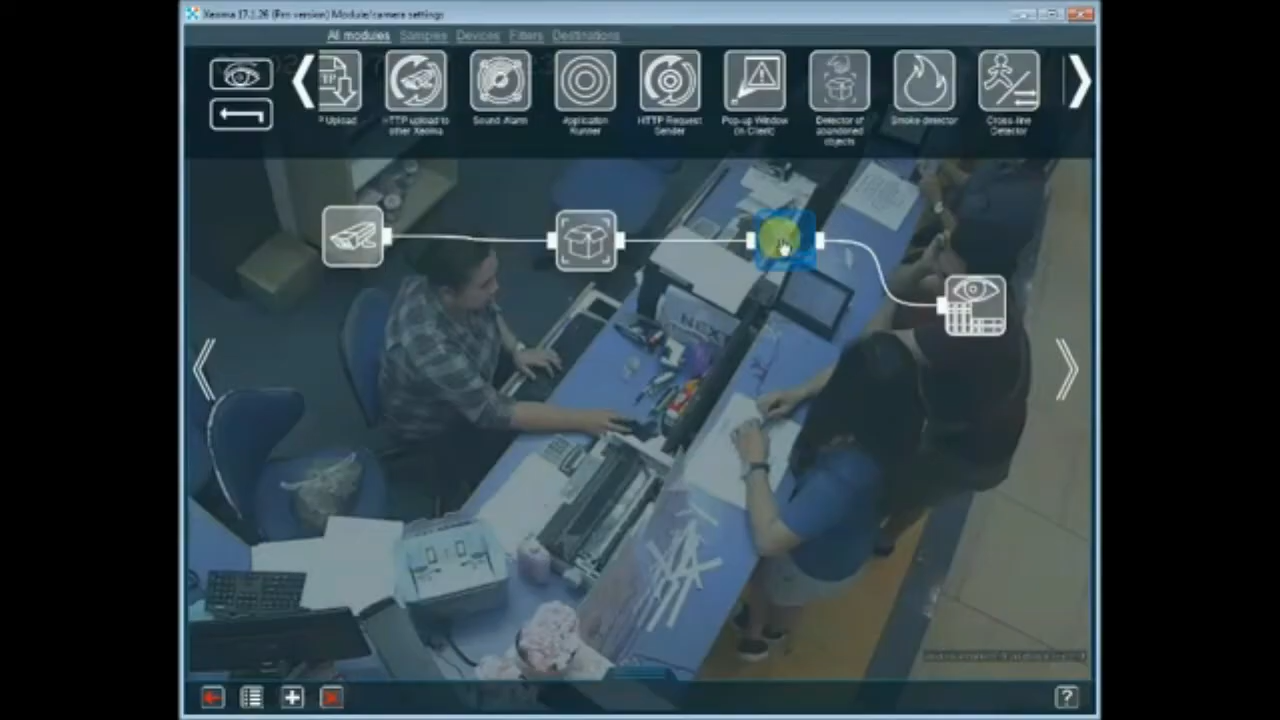 Xeoma 17.1.26 (Pro version) Module/camera settings
All modules Samples Devices Filters Destinations
Upload
HTTP upload to other Xeoma
Sound Alarm
Application Runner
HTTP Request Sender
Pop-up Window (in Client)
Detector of abandoned objects
Smoke detector
Cross-line Detector
NEX
?